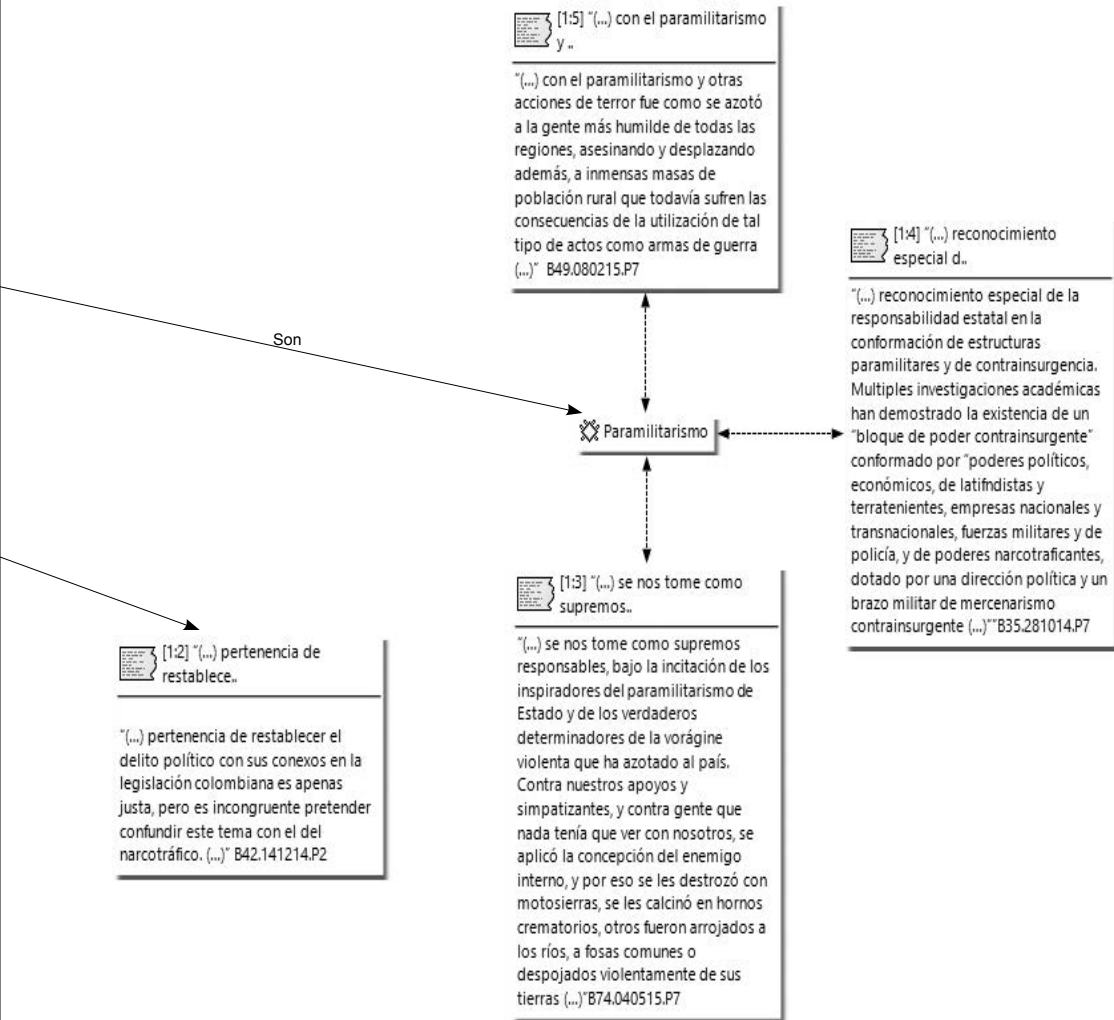 [1:5] "(...) con el paramilitarismo
y ..
"(...) con el paramilitarismo y otras
acciones de terror fue como se azotó
a la gente más humilde de todas las
regiones, asesinando y desplazando
además, a inmensas masas de
población rural que todavía sufren las
consecuencias de la utilización de tal
tipo de actos como armas de guerra
(...)" B49.080215.P7
[1:4] "(...) reconocimiento
especial d..
"(...) reconocimiento especial de la
responsabilidad estatal en la
conformación de estructuras
paramilitares y de contrainsurgencia.
Multiples investigaciones académicas
han demostrado la existencia de un
"bloque de poder contrainsurgente"
conformado por "poderes políticos,
económicos, de latifndistas y
terratenientes, empresas nacionales y
transnacionales, fuerzas militares y de
policía, y de poderes narcotraficantes,
dotado por una dirección política y un
brazo militar de mercenarismo
contrainsurgente (...)""B35.281014.P7
Son
Paramilitarismo
[1:3] "(...) se nos tome como
supremos..
"(...) se nos tome como supremos
responsables, bajo la incitación de los
inspiradores del paramilitarismo de
Estado y de los verdaderos
determinadores de la vorágine
violenta que ha azotado al país.
Contra nuestros apoyos y
simpatizantes, y contra gente que
nada tenía que ver con nosotros, se
aplicó la concepción del enemigo
interno, y por eso se les destrozó con
motosierras, se les calcinó en hornos
crematorios, otros fueron arrojados a
los ríos, a fosas comunes o
despojados violentamente de sus
tierras (...)"B74.040515.P7
[1:2] "(...) pertenencia de
restablece..
"(...) pertenencia de restablecer el
delito político con sus conexos en la
legislación colombiana es apenas
justa, pero es incongruente pretender
confundir este tema con el del
narcotráfico. (...)" B42.141214.P2